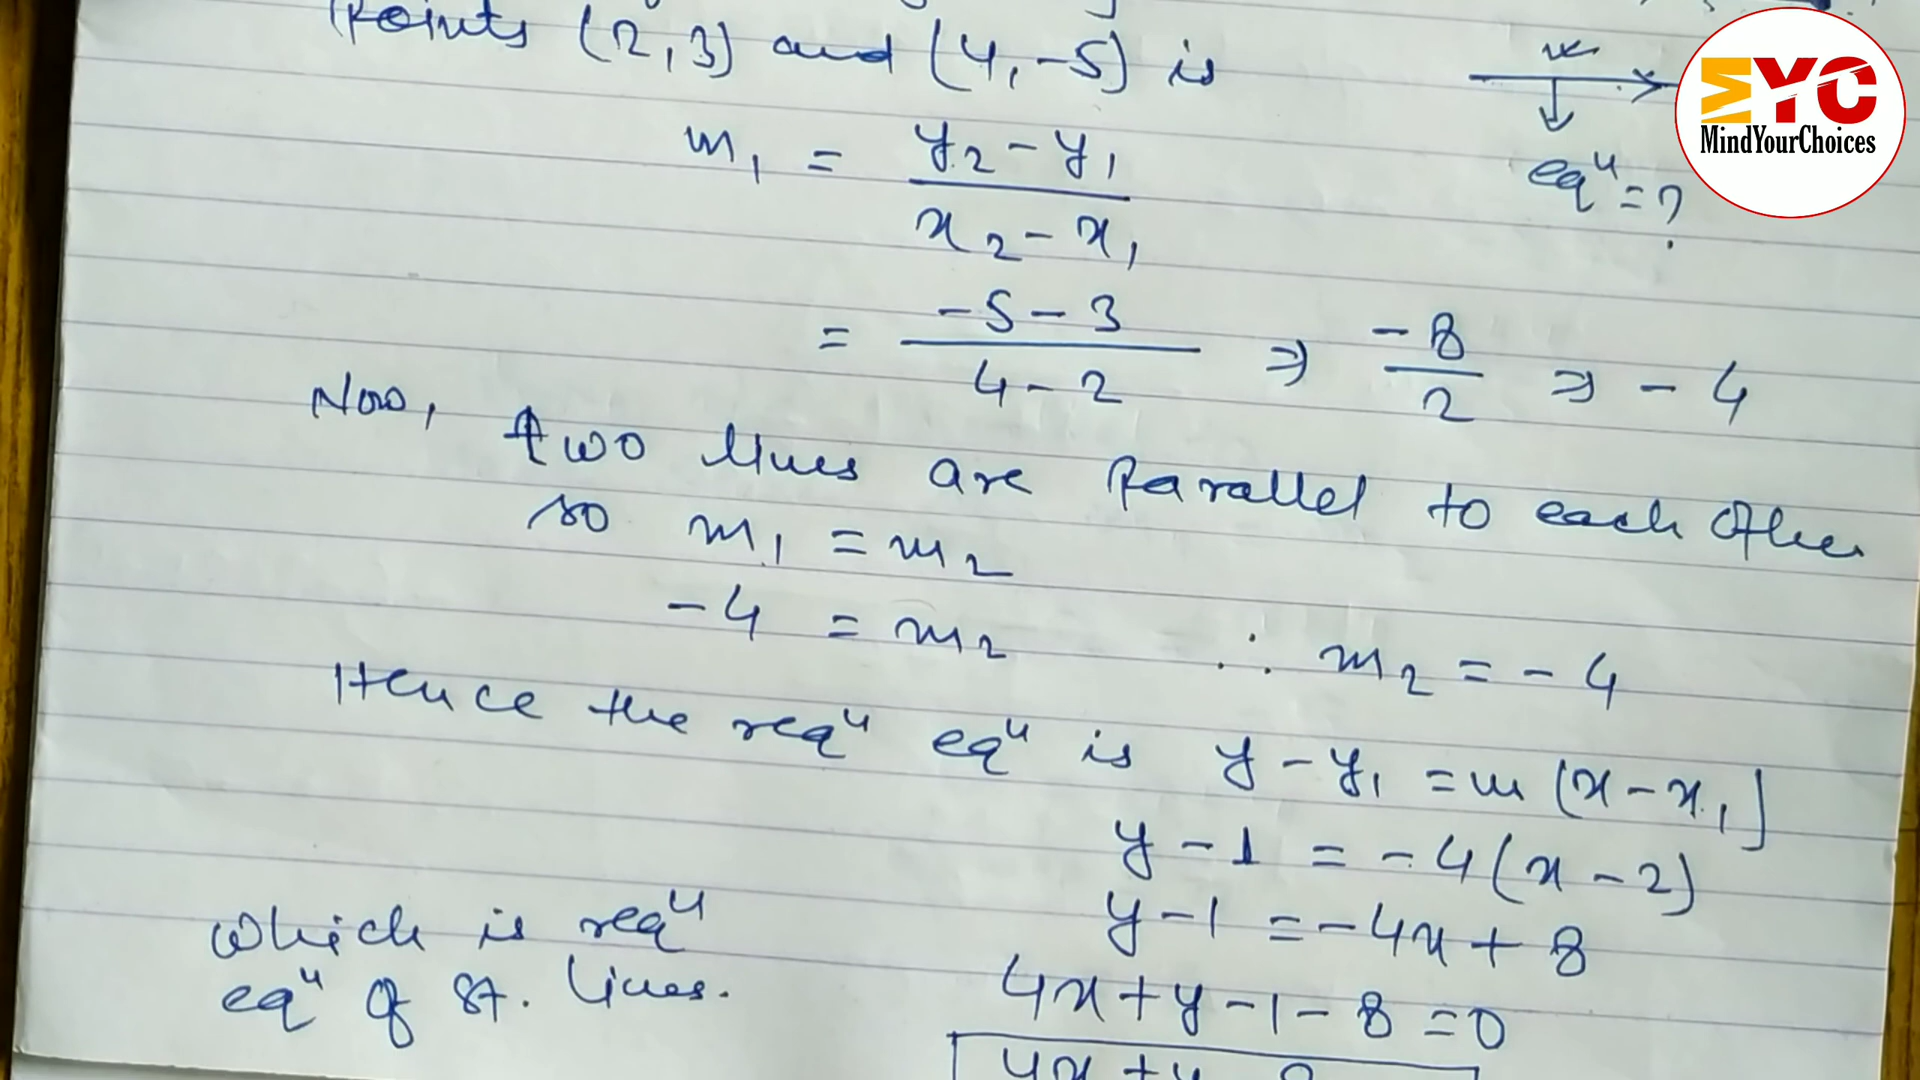 Points (2,3) and (4,-5) is
MYC
MindYourChoices
m₁ = y₂-y₁ / x₂-x₁
eqⁿ=?
= -5-3 / 4-2 ⇒ -8/2 ⇒ -4
Now, two lines are parallel to each other
so m₁ = m₂
-4 = m₂ ∴ m₂ = -4
Hence the reqⁿ eqⁿ is y-y₁ = m(x-x₁]
y-1 = -4(x-2)
y-1 = -4x+8
4x+y-1-8=0
which is reqⁿ
eqⁿ of st. lines.